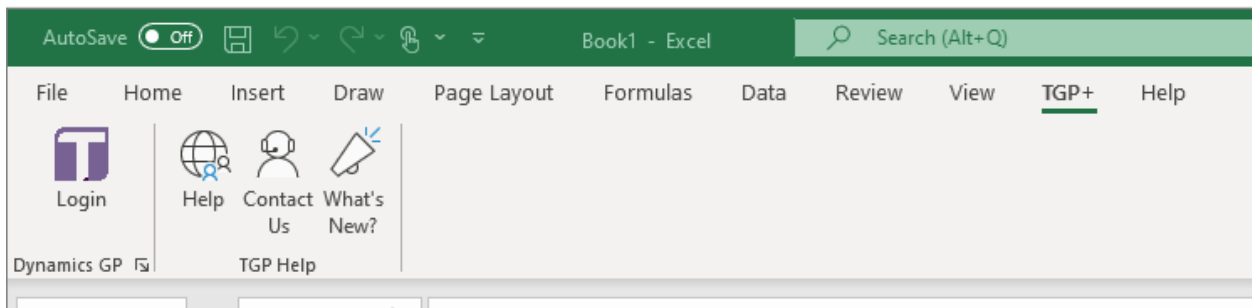 AutoSave Off Book1 - Excel Search (Alt+Q)
File Home Insert Draw Page Layout Formulas Data Review View TGP+ Help
Login Help Contact Us What's New?
Dynamics GP TGP Help